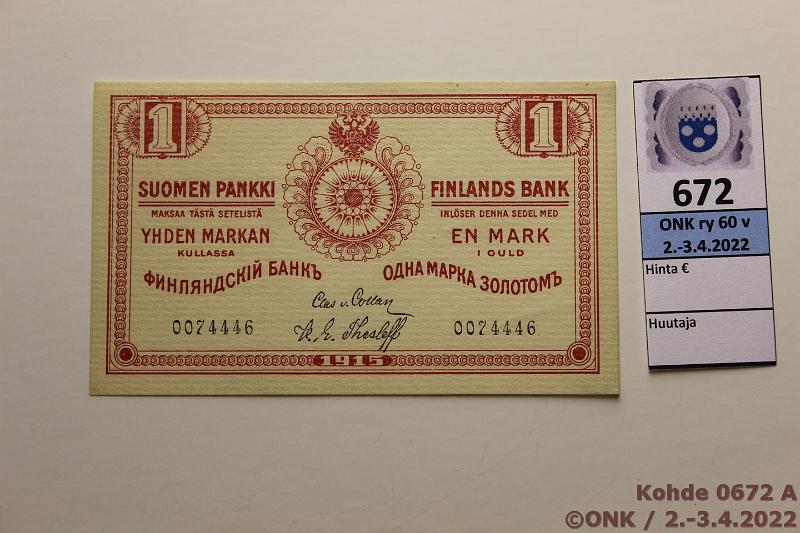 1 1
SUOMEN PANKKI
MAKSAA TÄSTÄ SETELISTÄ
YHDEN MARKAN
KULLASSA
FINLANDS BANK
INLÖSER DENNA SEDEL MED
EN MARK
I GULD
ФИНЛЯНДСКІЙ БАНКЪ
ОДНА МАРКА ЗОЛОТОМЪ
Clas v. Collan
0074446 0074446
K. E. Thesleff
1915
672
ONK ry 60 v
2.-3.4.2022
Hinta €
Huutaja
Kohde 0672 A
©ONK / 2.-3.4.2022